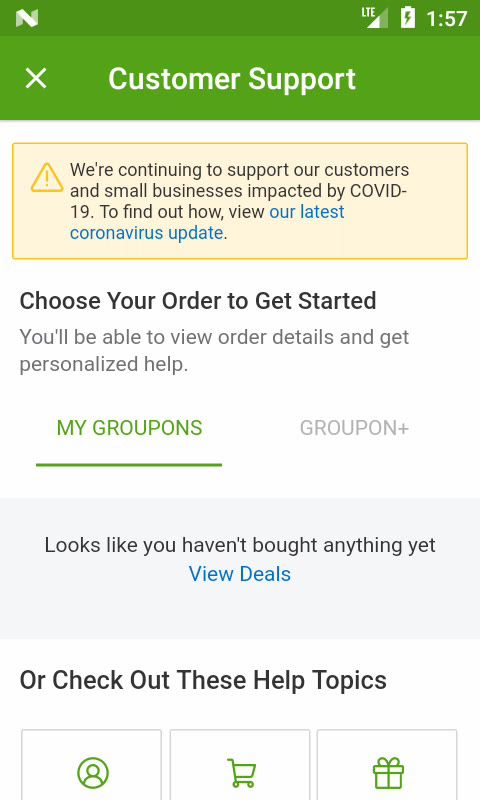 LTE 1:57
Customer Support
We're continuing to support our customers
and small businesses impacted by COVID-
19. To find out how, view our latest
coronavirus update.
Choose Your Order to Get Started
You'll be able to view order details and get
personalized help.
MY GROUPONS GROUPON+
Looks like you haven't bought anything yet
View Deals
Or Check Out These Help Topics